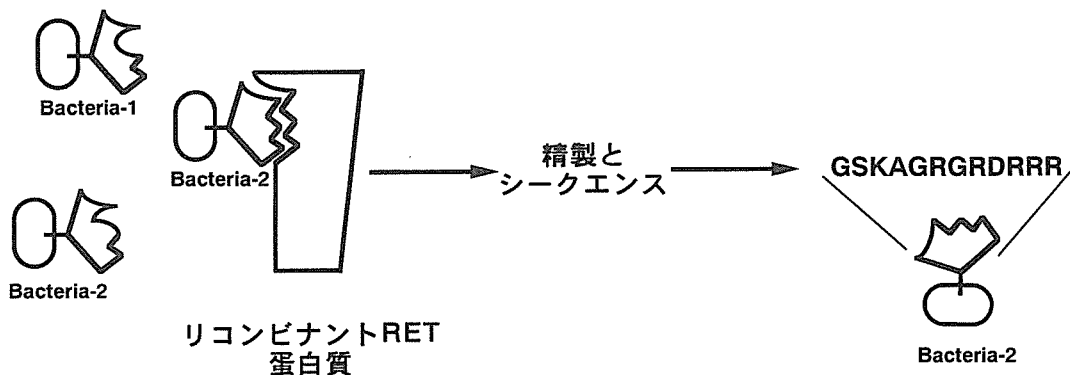 Bacteria-1
Bacteria-2
Bacteria-2
リコンビナントRET
蛋白質
精製と
シークエンス
GSKAGRGRDRRR
Bacteria-2